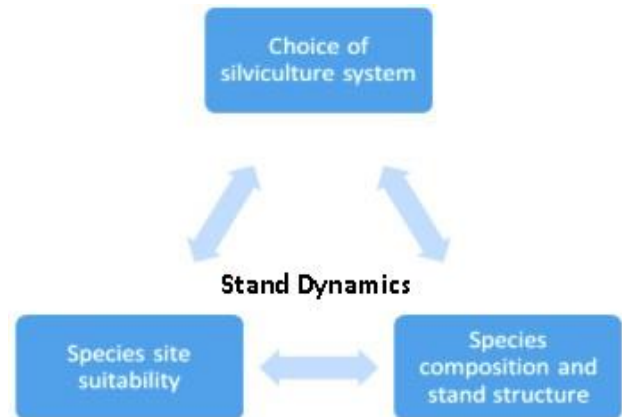 Choice of
silviculture system
Stand Dynamics
Species site
suitability
Species
composition and
stand structure